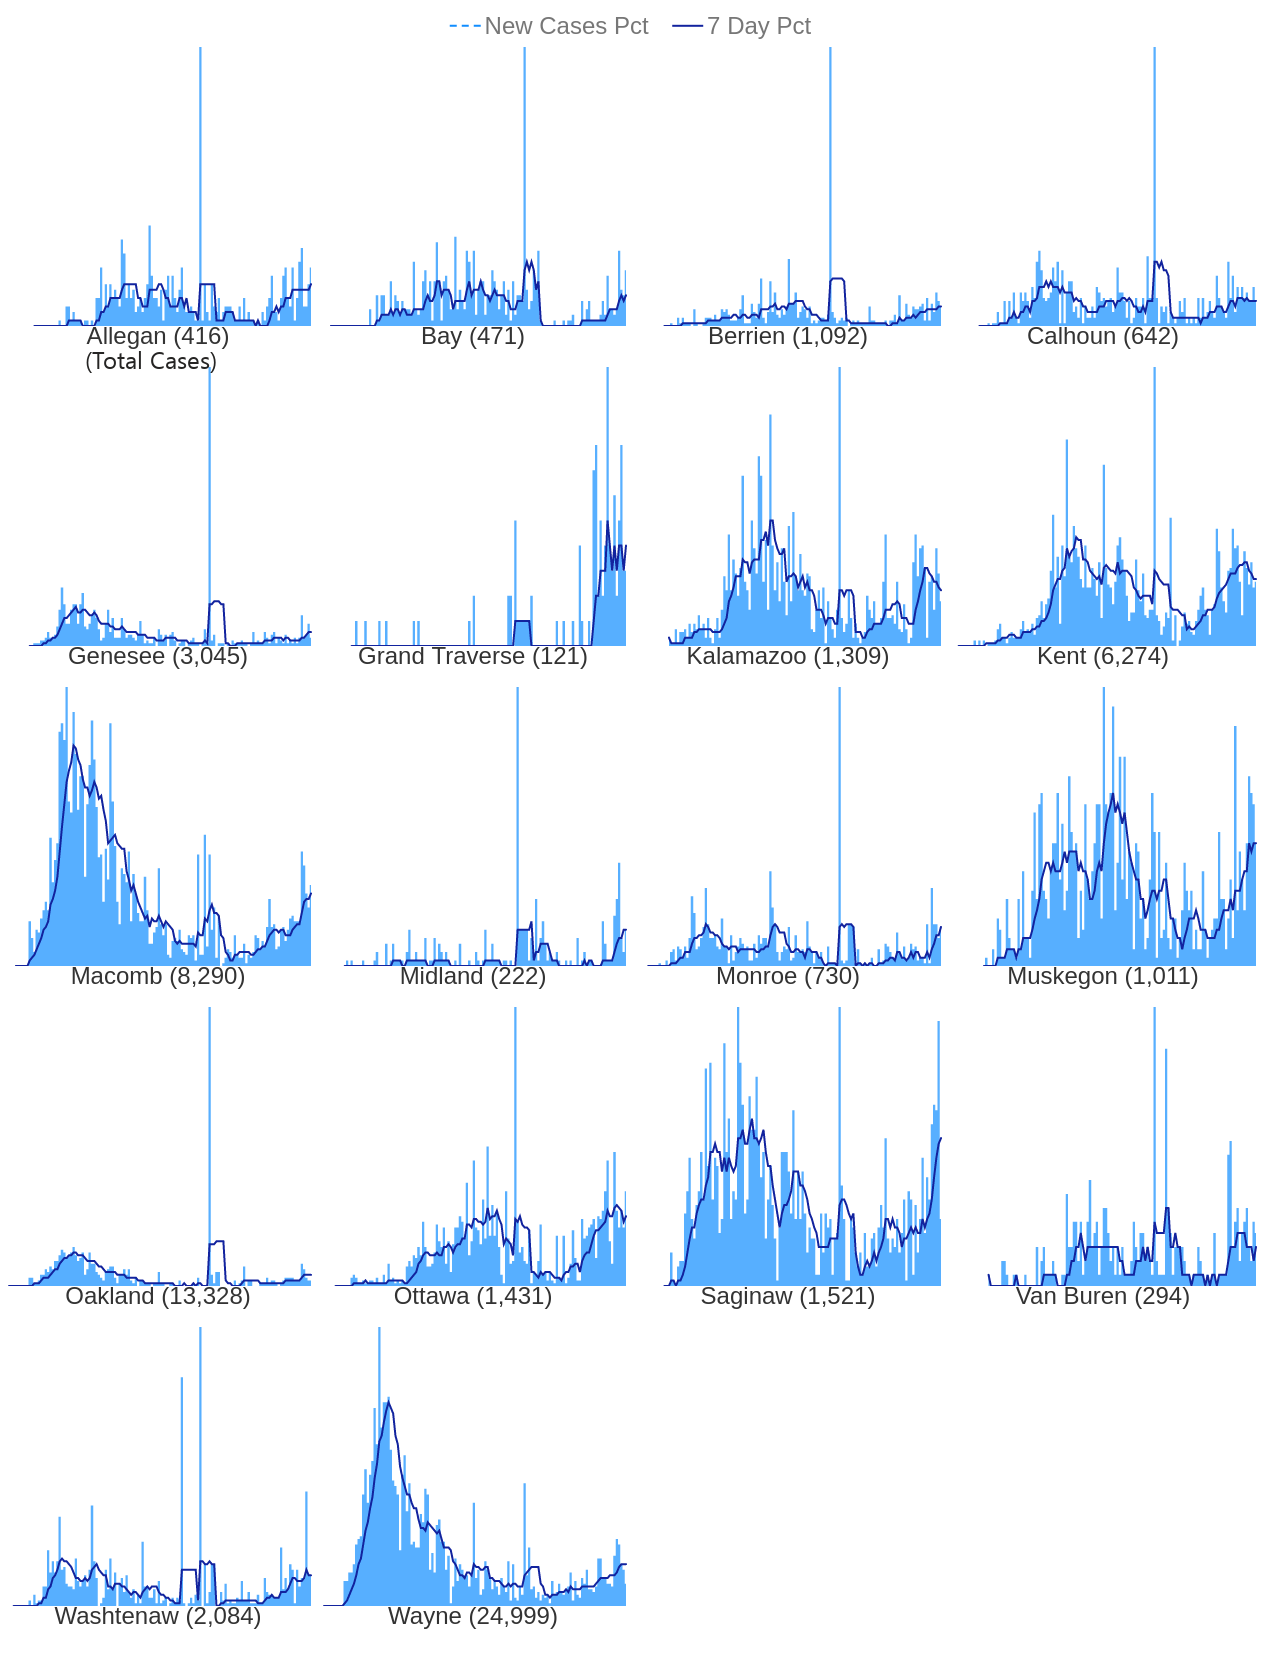 New Cases Pct 7 Day Pct
Allegan (416) Bay (471) Berrien (1,092) Calhoun (642)
(Total Cases)
Genesee (3,045) Grand Traverse (121) Kalamazoo (1,309) Kent (6,274)
Macomb (8,290) Midland (222) Monroe (730) Muskegon (1,011)
Oakland (13,328) Ottawa (1,431) Saginaw (1,521) Van Buren (294)
Washtenaw (2,084) Wayne (24,999)